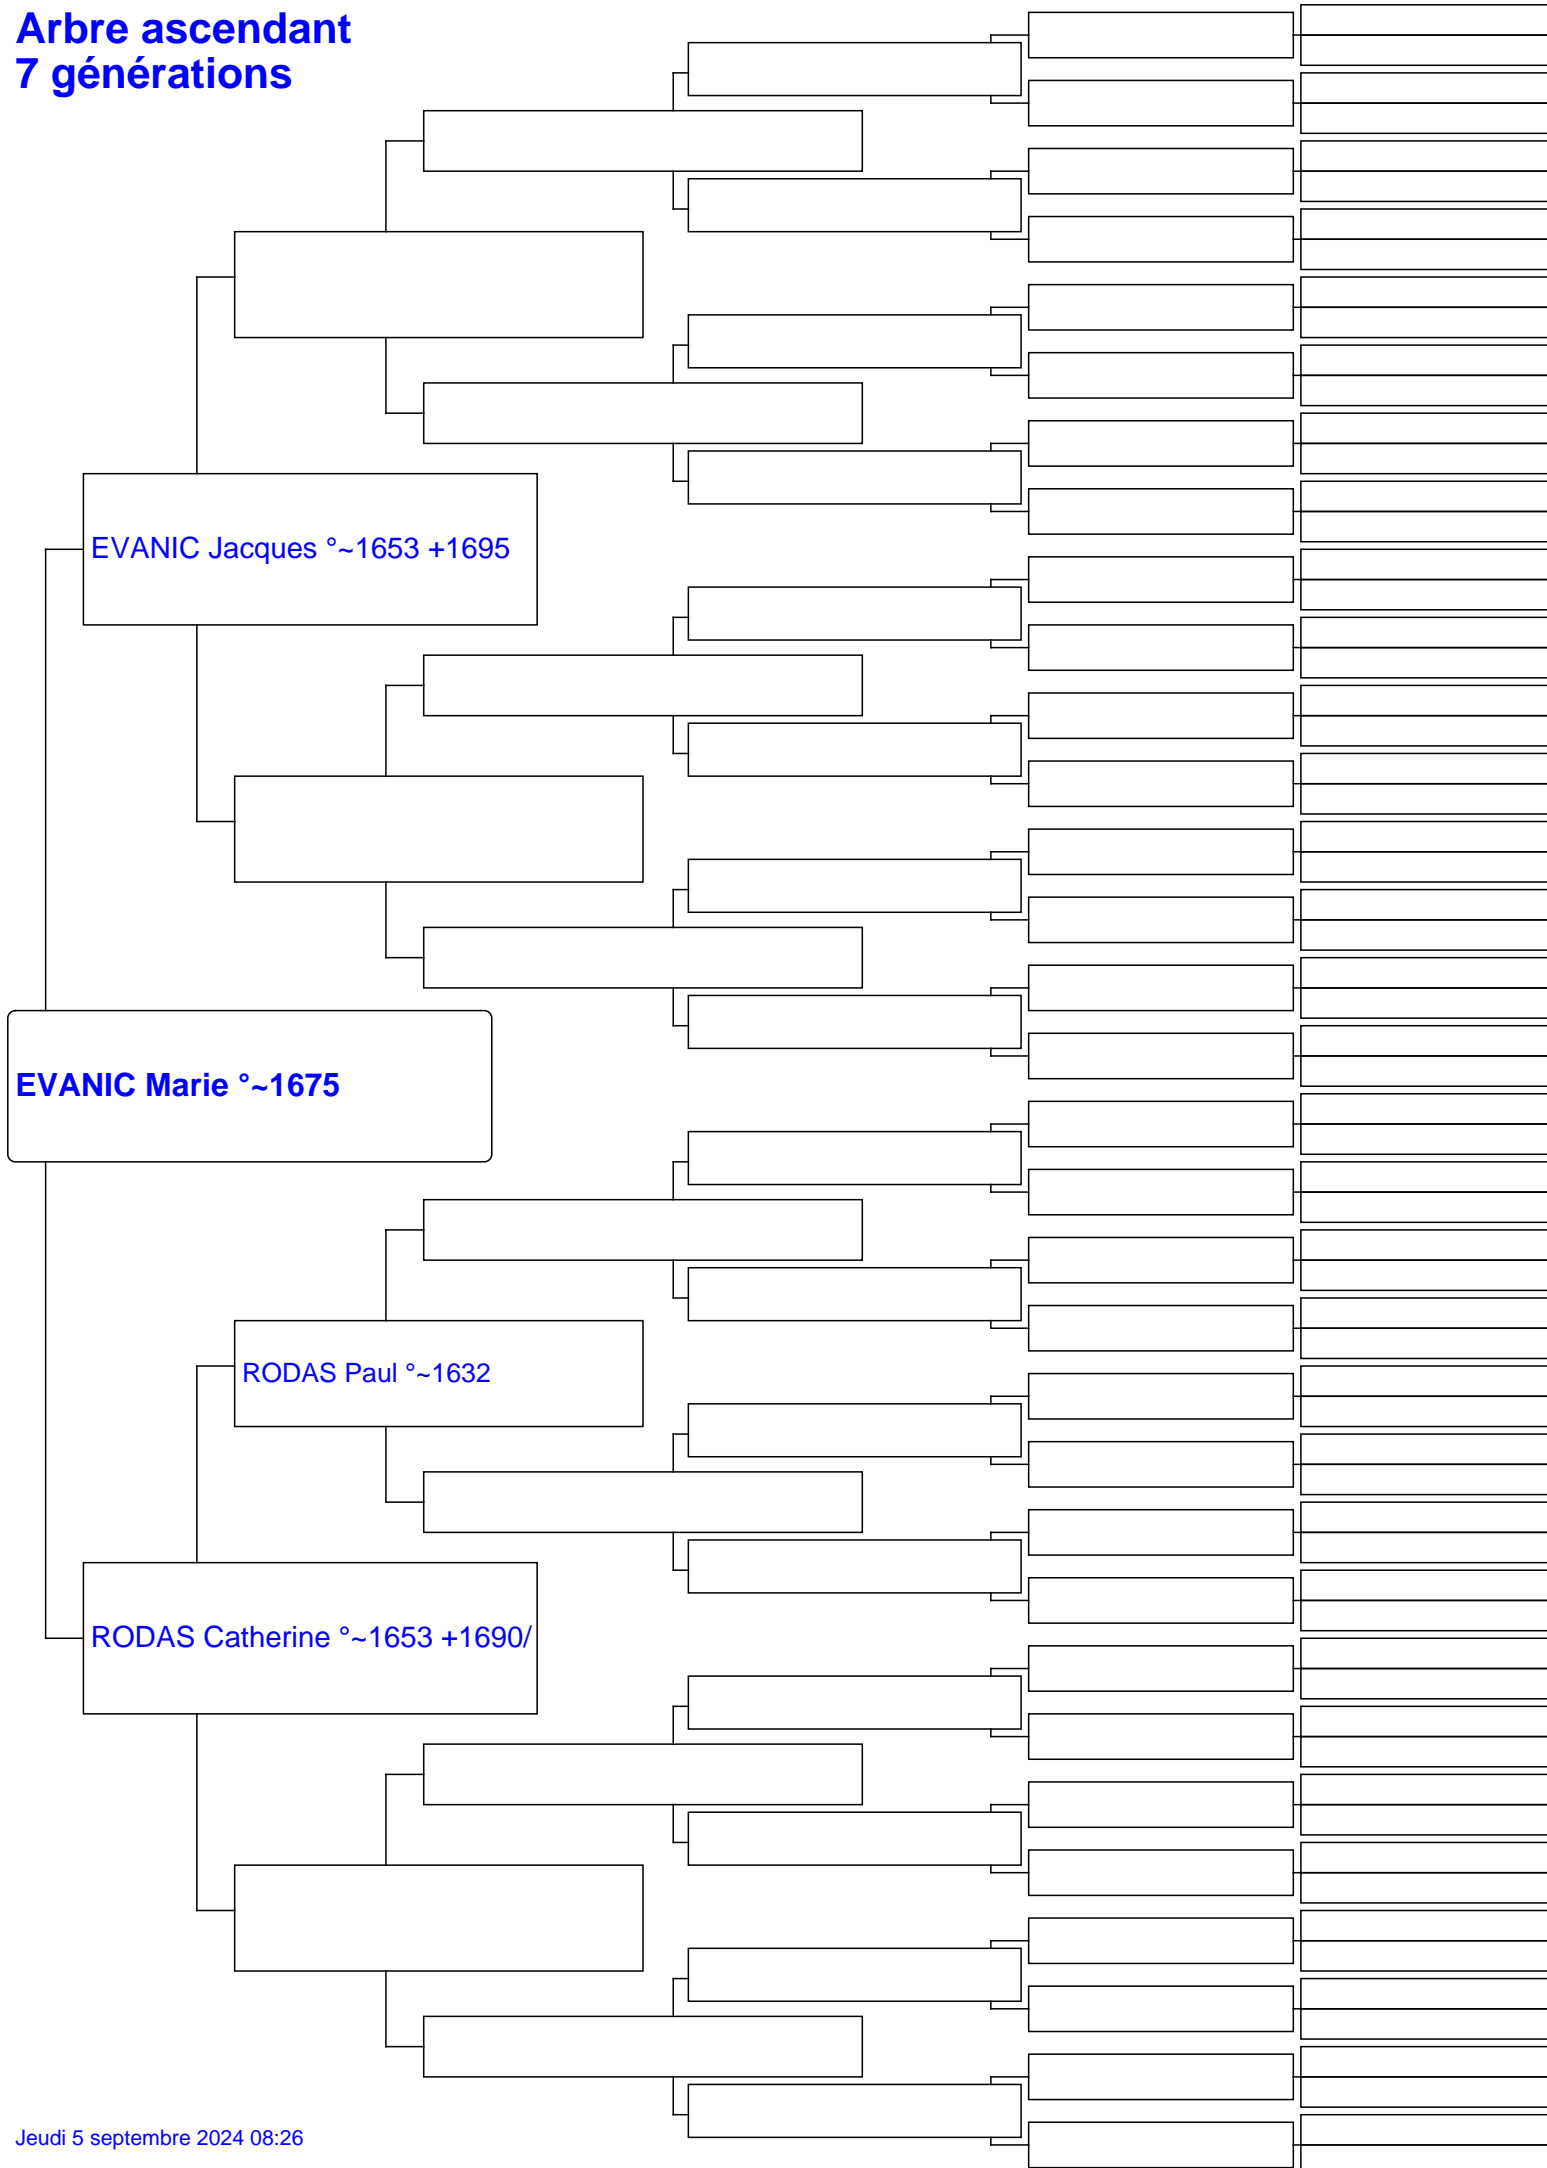 Arbre ascendant
7 générations
EVANIC Jacques °~1653 +1695
EVANIC Marie °~1675
RODAS Paul °~1632
RODAS Catherine °~1653 +1690/
Jeudi 5 septembre 2024 08:26